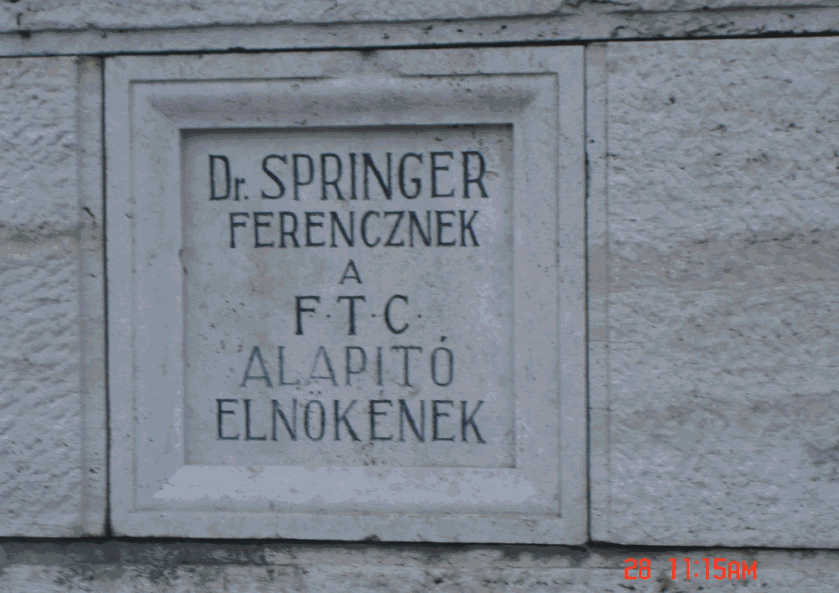 Dr. SPRINGER
FERENCZNEK
A
F·T·C·
ALAPITÓ
ELNÖKÉNEK
28 11:15AM